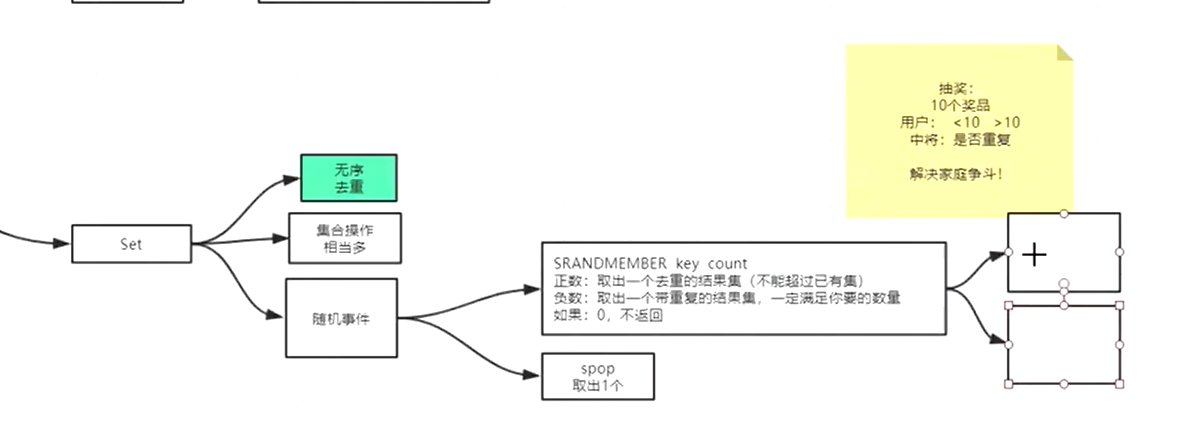 抽奖：
10个奖品
用户： <10 >10
中将：是否重复
解决家庭争斗！
无序
去重
Set
集合操作
相当多
随机事件
SRANDMEMBER key count
正数：取出一个去重的结果集（不能超过已有集）
负数：取出一个带重复的结果集，一定满足你要的数量
如果：0，不返回
spop
取出1个